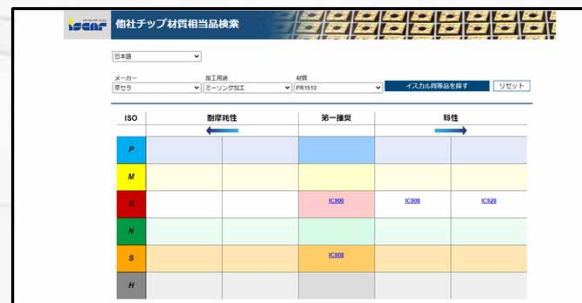 ISCAR 他社チップ材質相当品検索
日本語
メーカー 加工用途 材質
京セラ ミーリング加工 PR1510 イスカル同等品を探す リセット
ISO 耐摩耗性 第一推奨 靭性
P
M
K IC908 IC928
N
S IC808
H